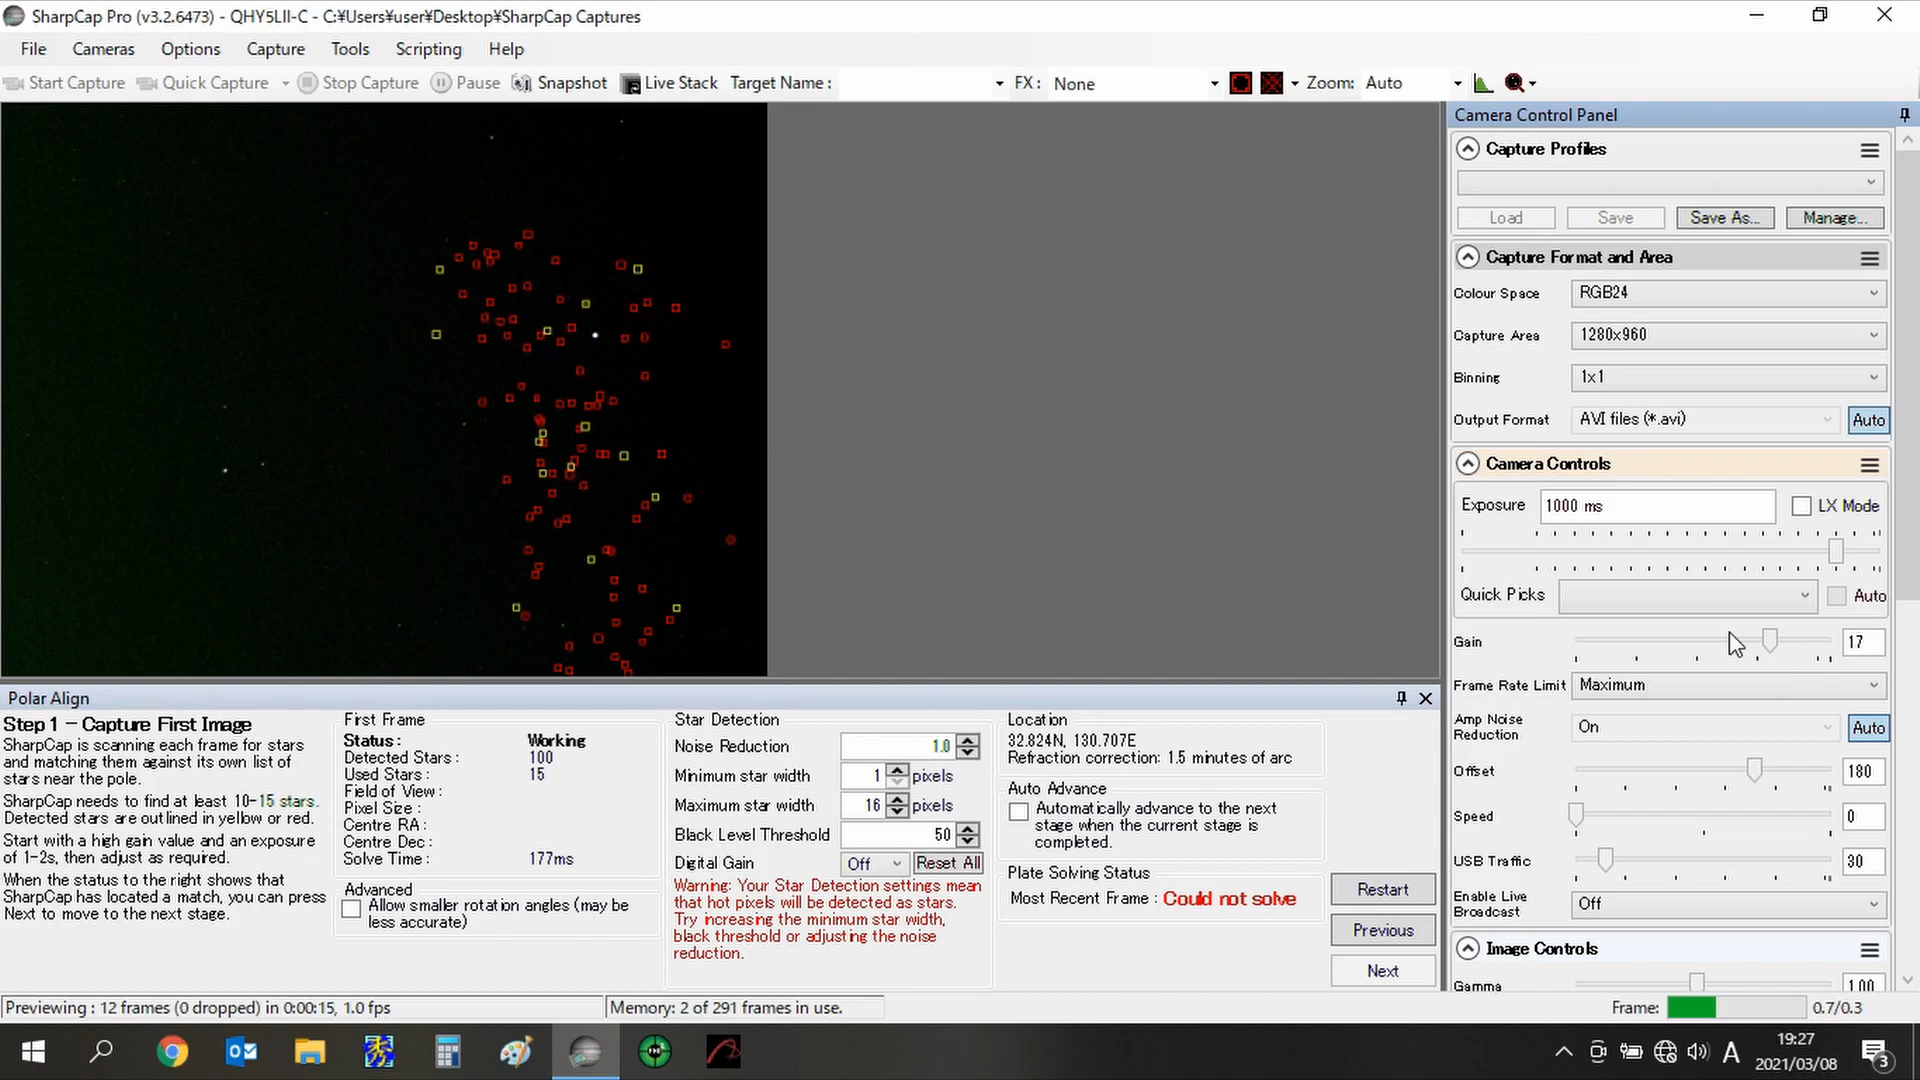 SharpCap Pro (v3.2.6473) - QHY5LII-C - C:¥Users¥user¥Desktop¥SharpCap Captures
File Cameras Options Capture Tools Scripting Help
Start Capture Quick Capture Stop Capture Pause Snapshot Live Stack Target Name : FX : None Zoom: Auto
Camera Control Panel
Capture Profiles
Load Save Save As... Manage...
Capture Format and Area
Colour Space RGB24
Capture Area 1280x960
Binning 1x1
Output Format AVI files (*.avi) Auto
Camera Controls
Exposure 1000 ms LX Mode
Quick Picks Auto
Gain 17
Frame Rate Limit Maximum
Amp Noise Reduction On Auto
Offset 180
Speed 0
USB Traffic 30
Enable Live Broadcast Off
Image Controls
Gamma 1.00
Polar Align
Step 1 - Capture First Image
SharpCap is scanning each frame for stars
and matching them against its own list of
stars near the pole.
SharpCap needs to find at least 10-15 stars.
Detected stars are outlined in yellow or red.
Start with a high gain value and an exposure
of 1-2s, then adjust as required.
When the status to the right shows that
SharpCap has located a match, you can press
Next to move to the next stage.
First Frame
Status : Working
Detected Stars : 100
Used Stars : 15
Field of View :
Pixel Size :
Centre RA :
Centre Dec :
Solve Time : 177ms
Advanced
Allow smaller rotation angles (may be
less accurate)
Star Detection
Noise Reduction 1.0
Minimum star width 1 pixels
Maximum star width 16 pixels
Black Level Threshold 50
Digital Gain Off Reset All
Warning: Your Star Detection settings mean
that hot pixels will be detected as stars.
Try increasing the minimum star width,
black threshold or adjusting the noise
reduction.
Location
32.824N, 130.707E
Refraction correction: 1.5 minutes of arc
Auto Advance
Automatically advance to the next
stage when the current stage is
completed.
Plate Solving Status
Most Recent Frame : Could not solve
Restart
Previous
Next
Previewing : 12 frames (0 dropped) in 0:00:15, 1.0 fps Memory: 2 of 291 frames in use. Frame: 0.7/0.3
A 19:27
2021/03/08 3